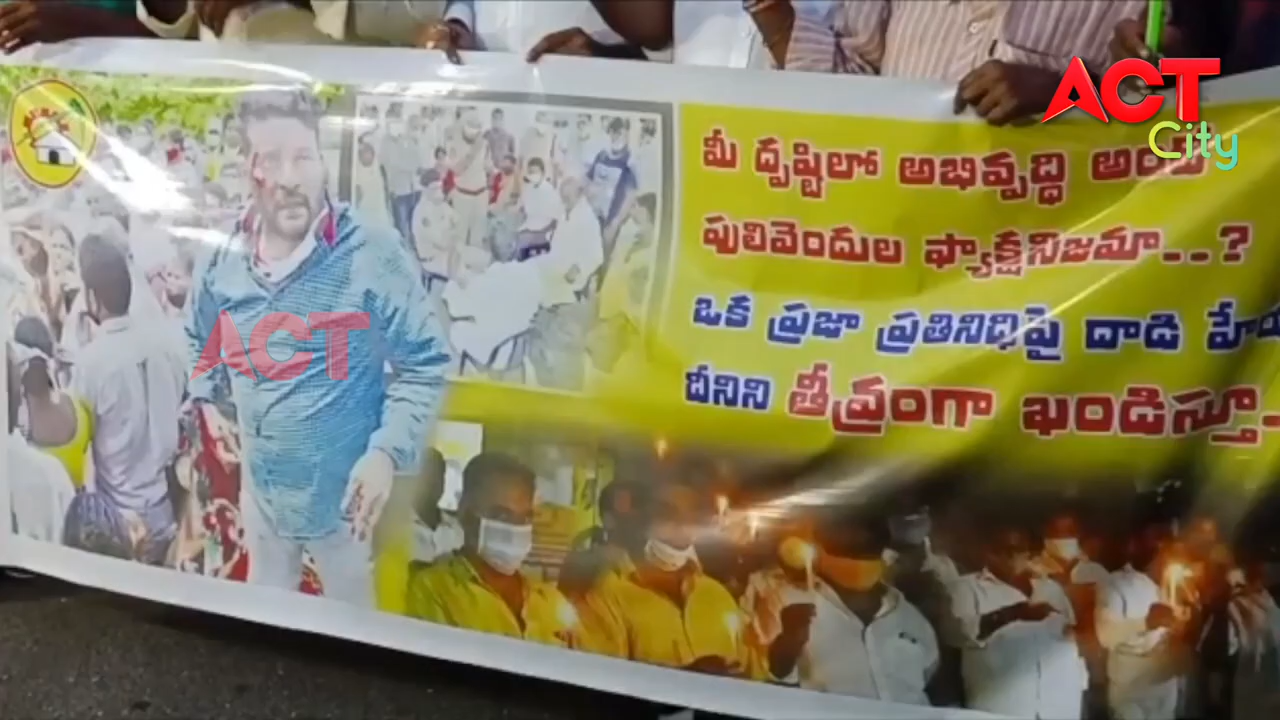 ACT
City
మీ దృష్టిలో అభివృద్ధి అంటే
పులివెందుల ఫ్యాక్షనిజమా...?
ఒక ప్రజా ప్రతినిధిపై దాడి
దీనిని తీవ్రంగా ఖండిస్తూ..
ACT